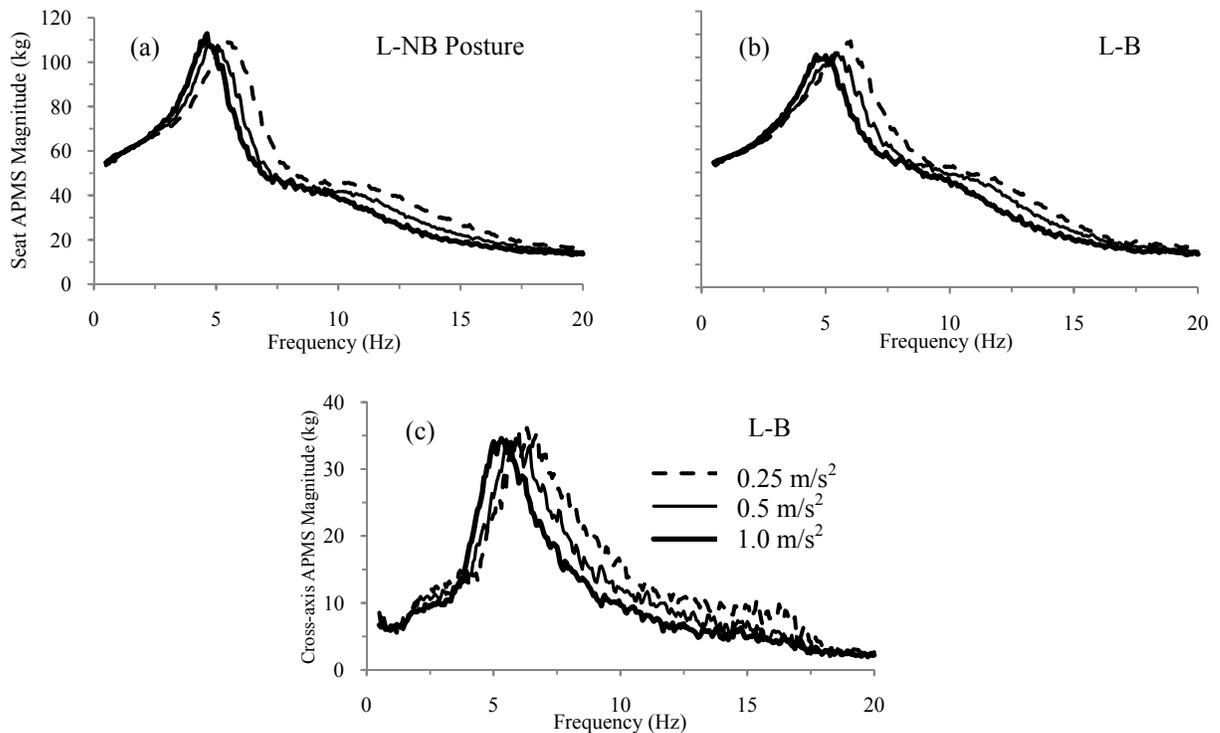 (a)
L-NB Posture
Seat APMS Magnitude (kg)
120
100
80
60
40
20
0
0 5 10 15 20
Frequency (Hz)
(b)
L-B
0 5 10 15 20
Frequency (Hz)
(c)
L-B
Cross-axis APMS Magnitude (kg)
40
30
20
10
0
0.25 m/s²
0.5 m/s²
1.0 m/s²
0 5 10 15 20
Frequency (Hz)